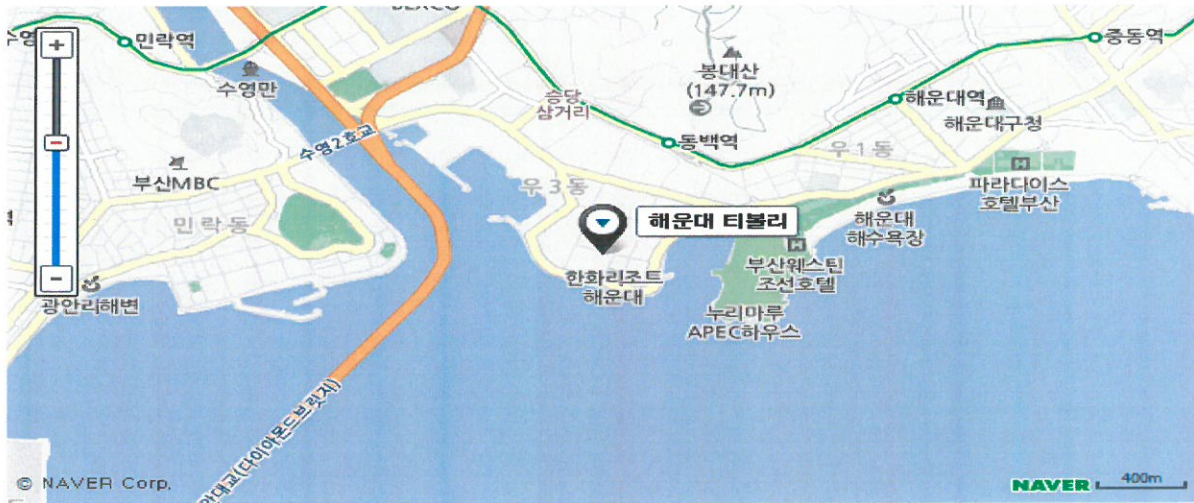 BEXCO
수영
민락역
중동역
수영만
봉대산
(147.7m)
승당
삼거리
해운대역
해운대구청
동백역
수영2호교
우1동
부산MBC
우3동
파라다이스
호텔부산
민락동
해운대 티볼리
해운대
해수욕장
부산웨스틴
조선호텔
한화리조트
해운대
광안리해변
누리마루
APEC하우스
안대교(다이아몬드브릿지)
© NAVER Corp.
NAVER
400m